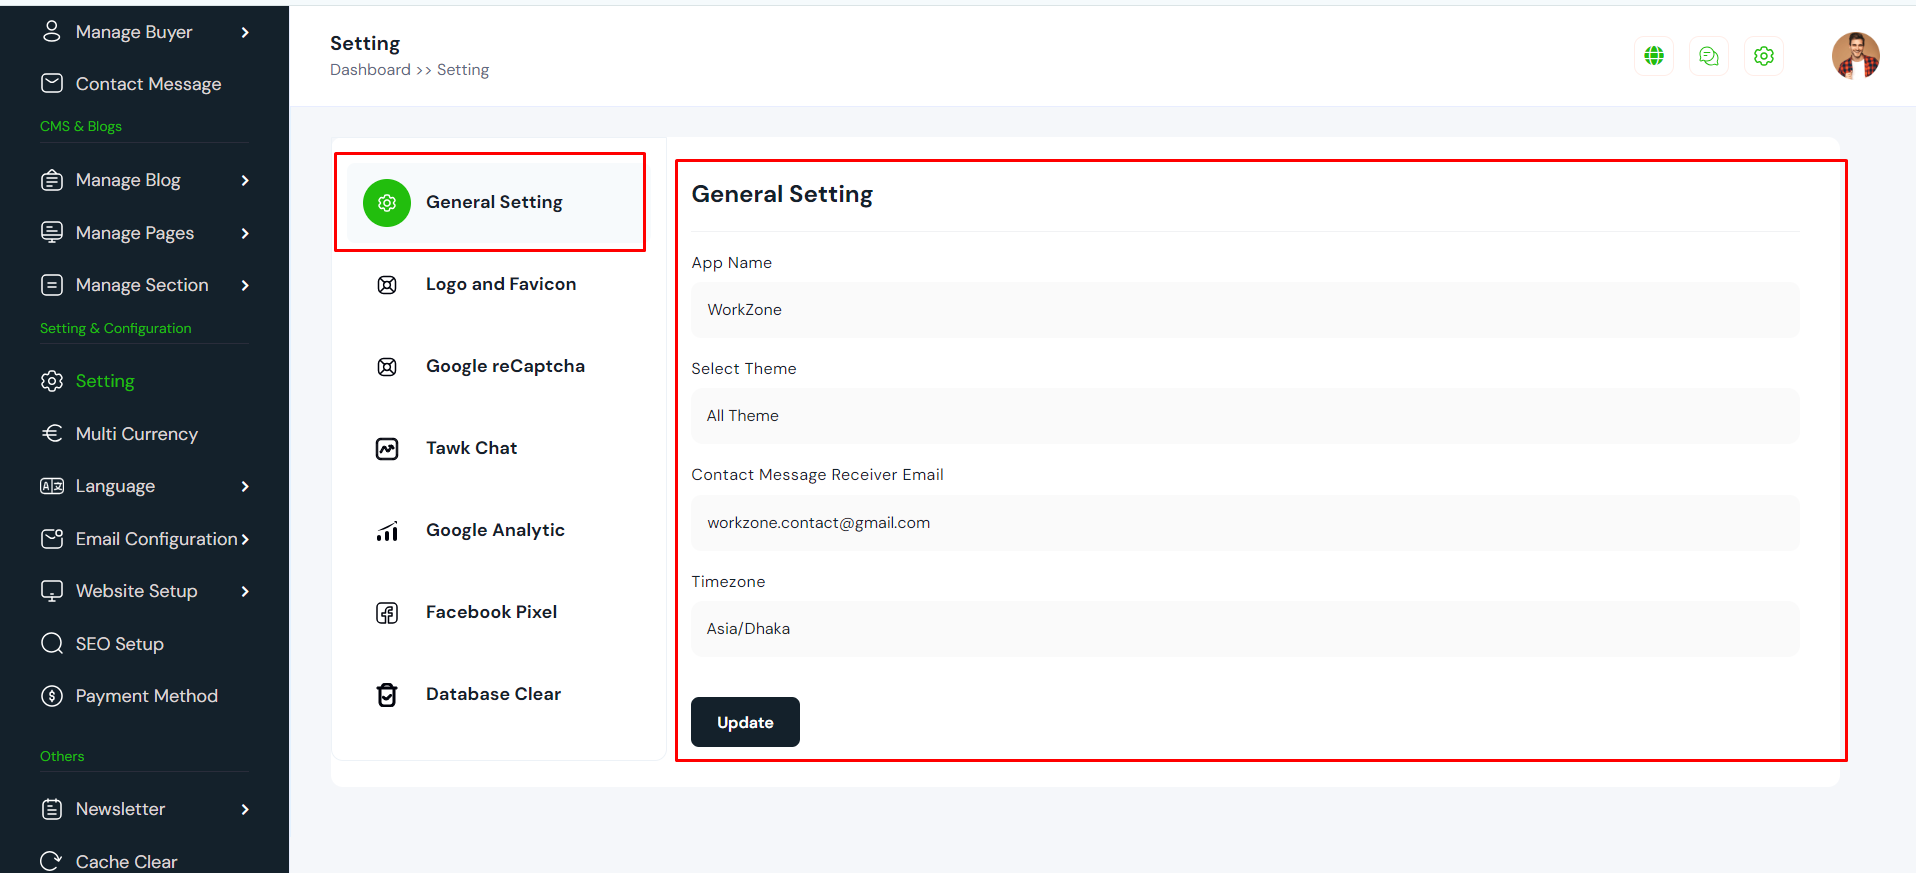 Manage Buyer
Contact Message
CMS & Blogs
Manage Blog
Manage Pages
Manage Section
Setting & Configuration
Setting
Multi Currency
Language
Email Configuration
Website Setup
SEO Setup
Payment Method
Others
Newsletter
Cache Clear
Setting
Dashboard >> Setting
General Setting
Logo and Favicon
Google reCaptcha
Tawk Chat
Google Analytic
Facebook Pixel
Database Clear
General Setting
App Name
WorkZone
Select Theme
All Theme
Contact Message Receiver Email
workzone.contact@gmail.com
Timezone
Asia/Dhaka
Update